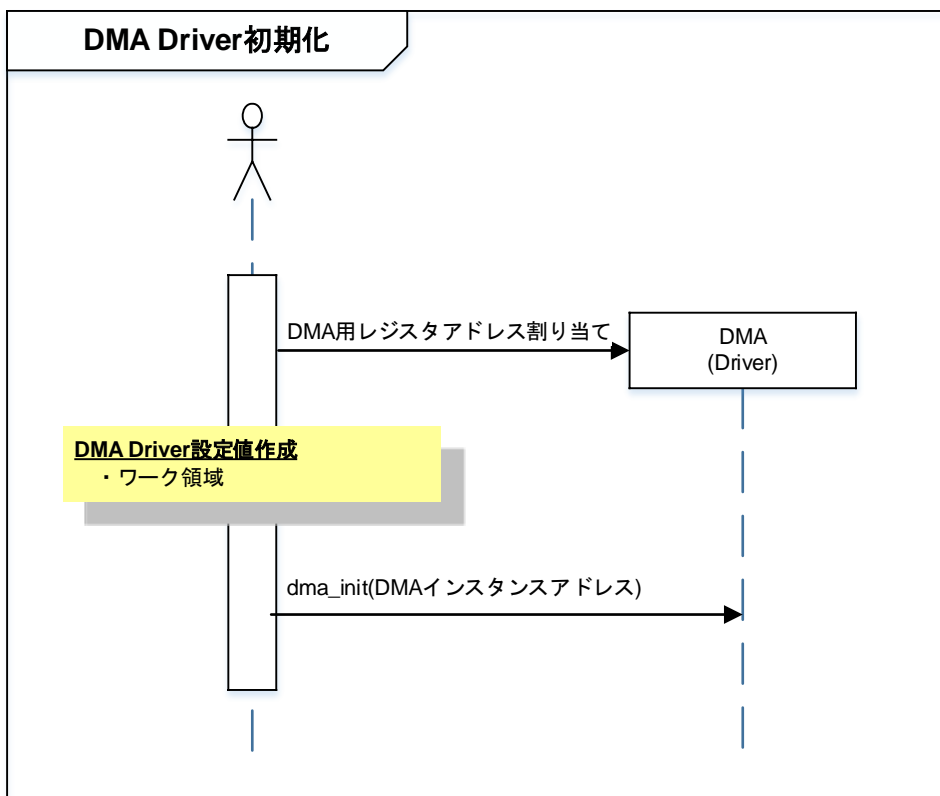 DMA Driver初期化
DMA用レジスタアドレス割り当て
DMA
(Driver)
DMA Driver設定値作成
・ワーク領域
dma_init(DMAインスタンスアドレス)